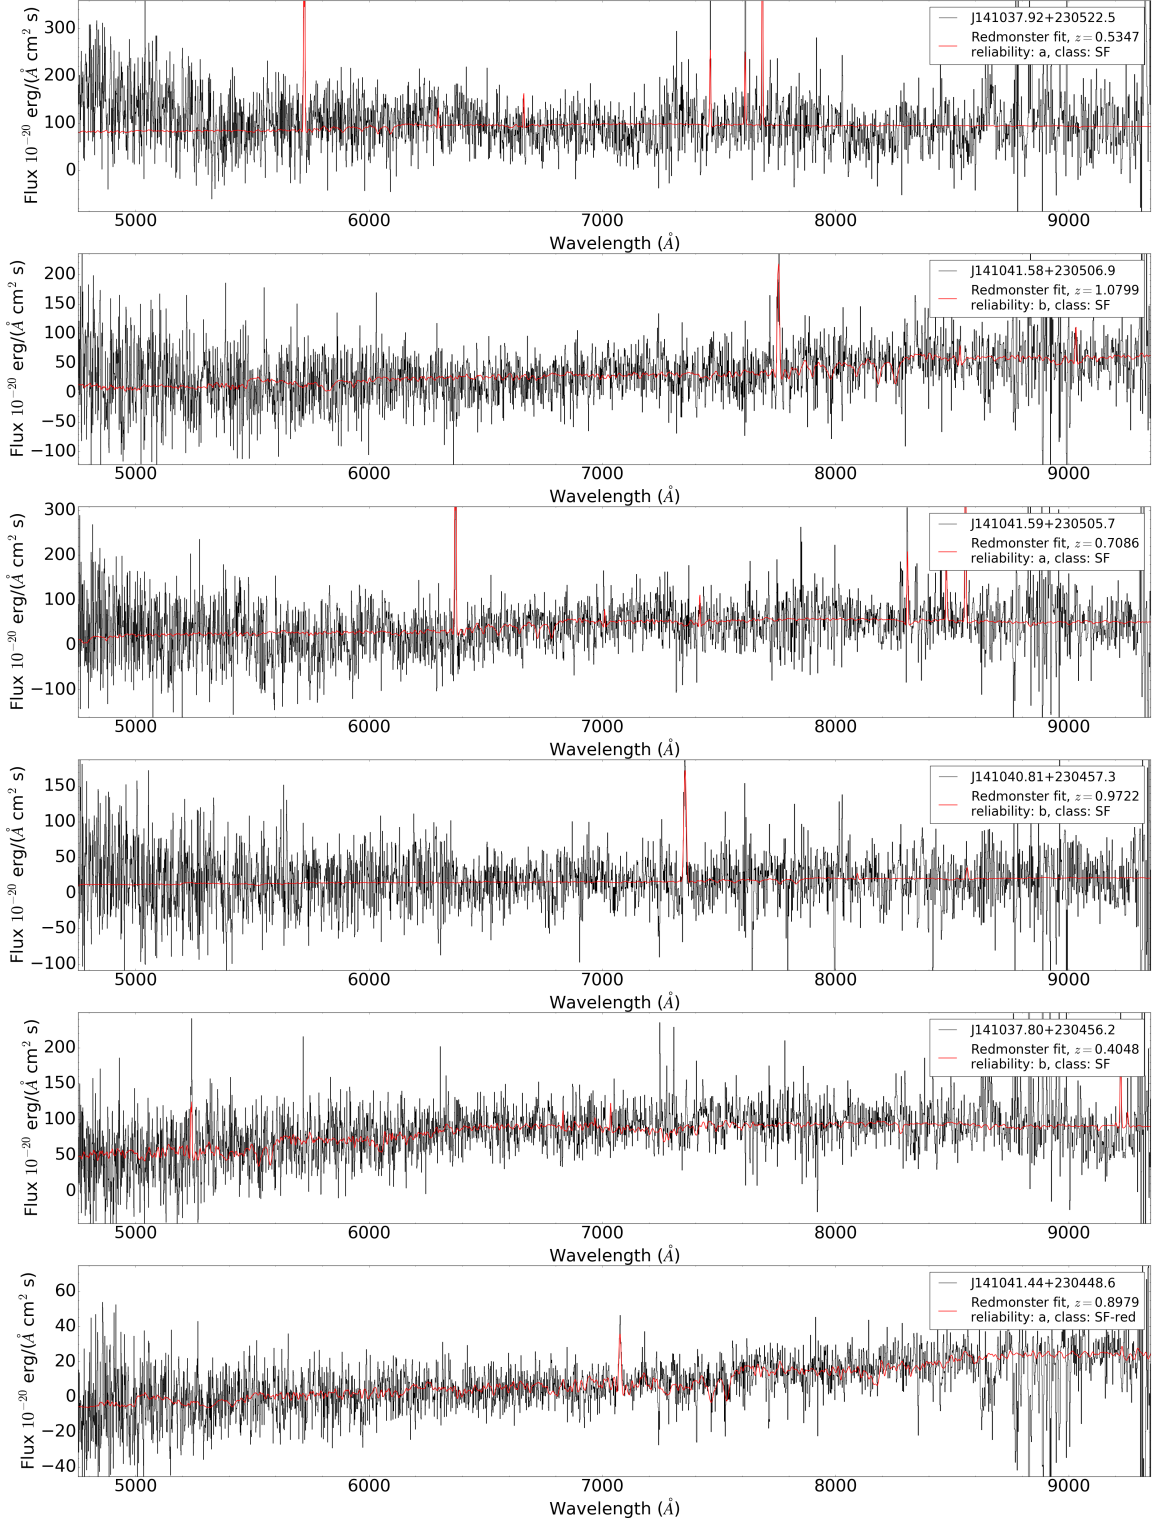 300
200
100
0
Flux 10⁻²⁰ erg/(Å cm² s)
J141037.92+230522.5
Redmonster fit, z = 0.5347
reliability: a, class: SF
5000 6000 7000 8000 9000
Wavelength (Å)
200
150
100
50
0
−50
−100
Flux 10⁻²⁰ erg/(Å cm² s)
J141041.58+230506.9
Redmonster fit, z = 1.0799
reliability: b, class: SF
5000 6000 7000 8000 9000
Wavelength (Å)
300
200
100
0
−100
Flux 10⁻²⁰ erg/(Å cm² s)
J141041.59+230505.7
Redmonster fit, z = 0.7086
reliability: a, class: SF
5000 6000 7000 8000 9000
Wavelength (Å)
150
100
50
0
−50
−100
Flux 10⁻²⁰ erg/(Å cm² s)
J141040.81+230457.3
Redmonster fit, z = 0.9722
reliability: b, class: SF
5000 6000 7000 8000 9000
Wavelength (Å)
200
150
100
50
0
Flux 10⁻²⁰ erg/(Å cm² s)
J141037.80+230456.2
Redmonster fit, z = 0.4048
reliability: b, class: SF
5000 6000 7000 8000 9000
Wavelength (Å)
60
40
20
0
−20
−40
Flux 10⁻²⁰ erg/(Å cm² s)
J141041.44+230448.6
Redmonster fit, z = 0.8979
reliability: a, class: SF-red
5000 6000 7000 8000 9000
Wavelength (Å)